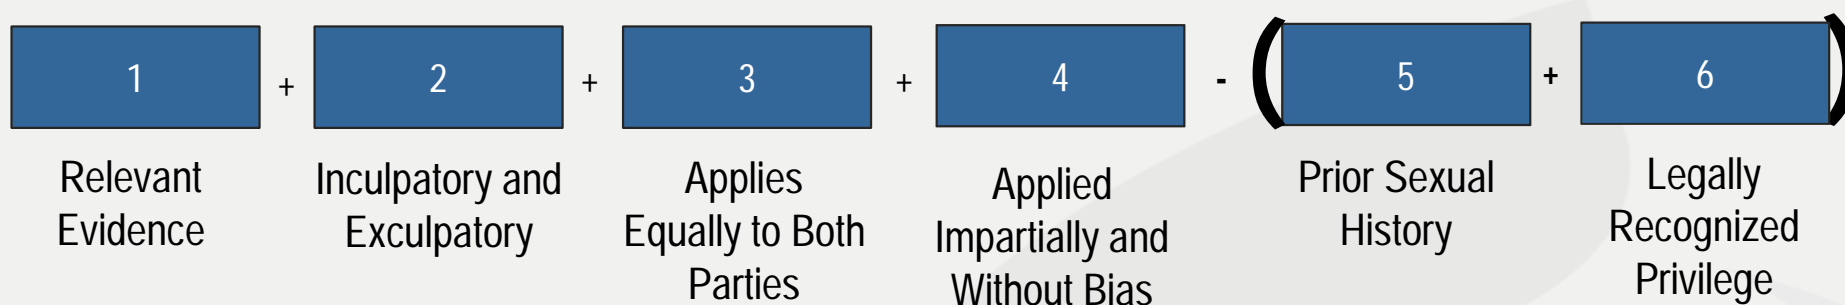 1 + 2 + 3 + 4 - ( 5 + 6 )
Relevant
Evidence
Inculpatory and
Exculpatory
Applies
Equally to Both
Parties
Applied
Impartially and
Without Bias
Prior Sexual
History
Legally
Recognized
Privilege